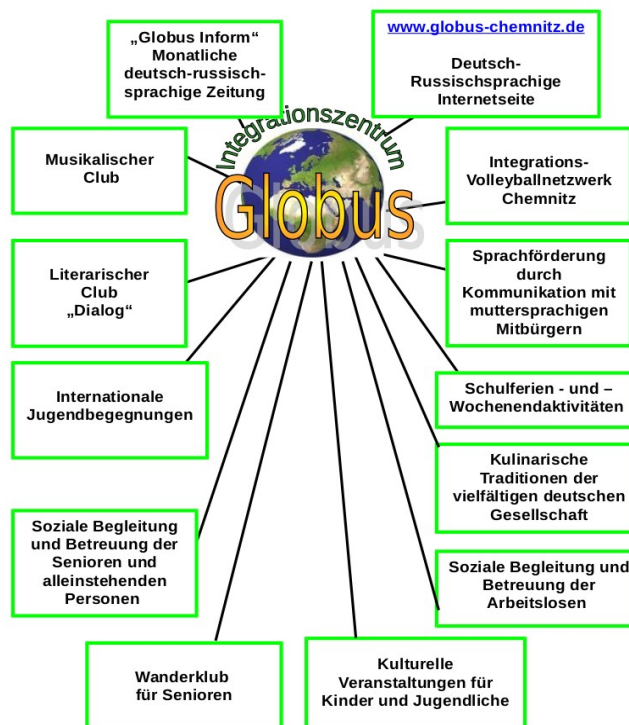 „Globus Inform“
Monatliche
deutsch-russisch-
sprachige Zeitung
www.globus-chemnitz.de
Deutsch-
Russischsprachige
Internetseite
Integrationszentrum
Globus
Musikalischer
Club
Integrations-
Volleyballnetzwerk
Chemnitz
Literarischer
Club
„Dialog“
Sprachförderung
durch
Kommunikation mit
muttersprachigen
Mitbürgern
Internationale
Jugendbegegnungen
Schulferien - und –
Wochenendaktivitäten
Kulinarische
Traditionen der
vielfältigen deutschen
Gesellschaft
Soziale Begleitung
und Betreuung der
Senioren und
alleinstehenden
Personen
Soziale Begleitung und
Betreuung der
Arbeitslosen
Wanderklub
für Senioren
Kulturelle
Veranstaltungen für
Kinder und Jugendliche